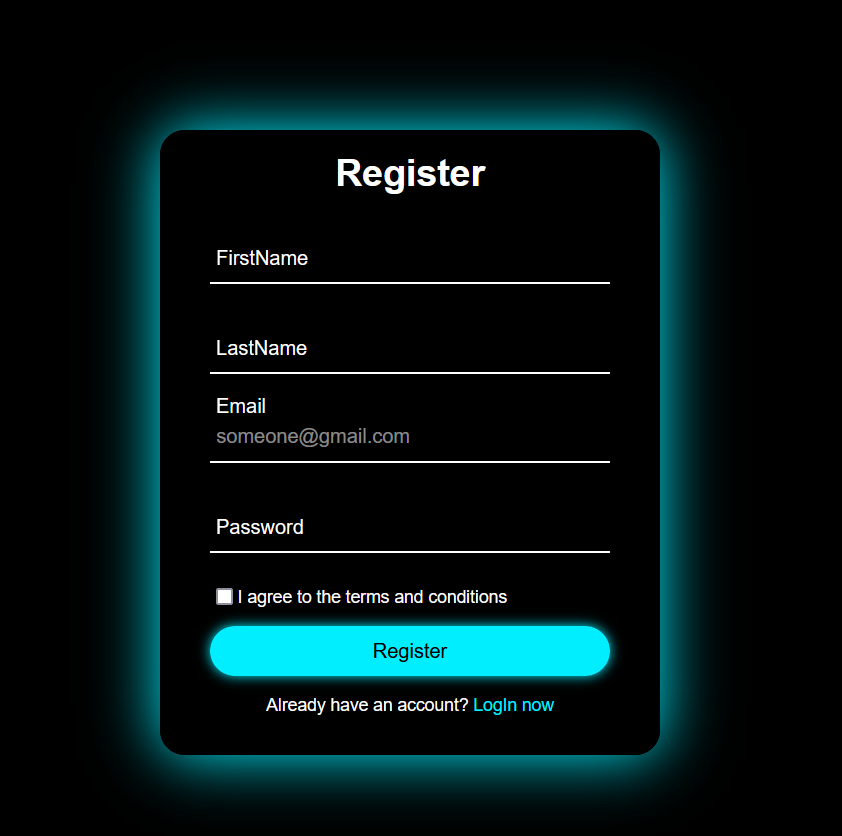 Register
FirstName
LastName
Email
someone@gmail.com
Password
I agree to the terms and conditions
Register
Already have an account? LogIn now